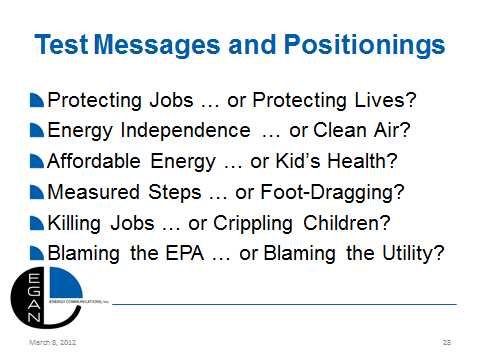 Test Messages and Positionings
Protecting Jobs … or Protecting Lives?
Energy Independence … or Clean Air?
Affordable Energy … or Kid's Health?
Measured Steps … or Foot-Dragging?
Killing Jobs … or Crippling Children?
Blaming the EPA … or Blaming the Utility?
EGAN
ENERGY COMMUNICATIONS, Inc.
March 8, 2012
28